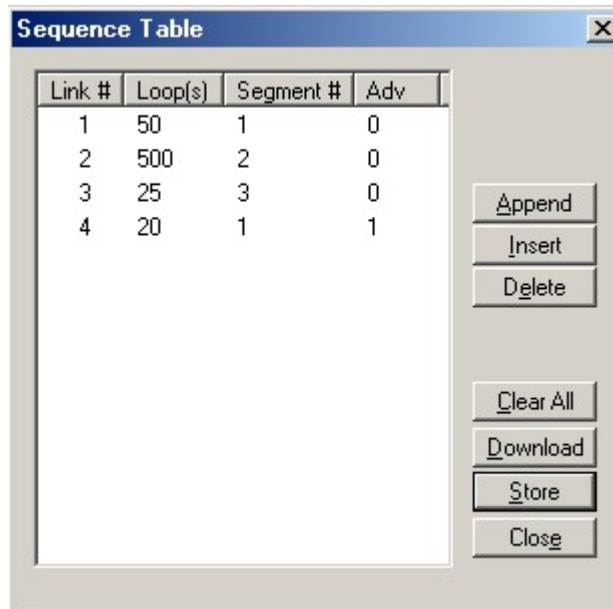 Sequence Table
Link # Loop(s) Segment # Adv
1 50 1 0
2 500 2 0
3 25 3 0
4 20 1 1
Append
Insert
Delete
Clear All
Download
Store
Close